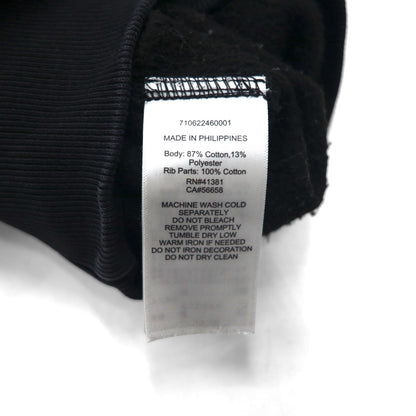 710622460001
MADE IN PHILIPPINES
Body: 87% Cotton,13%
Polyester
Rib Parts: 100% Cotton
RN#41381
CA#56658
MACHINE WASH COLD
SEPARATELY
DO NOT BLEACH
REMOVE PROMPTLY
TUMBLE DRY LOW
WARM IRON IF NEEDED
DO NOT IRON DECORATION
DO NOT DRY CLEAN